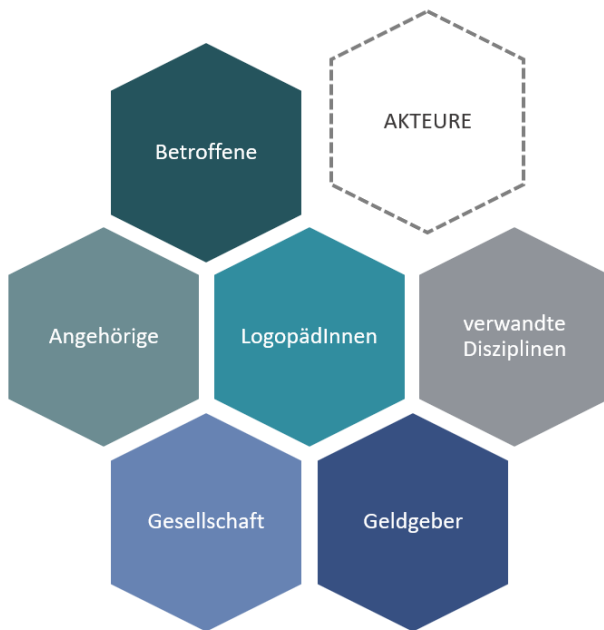 AKTEURE
Betroffene
Angehörige
LogopädInnen
verwandte
Disziplinen
Gesellschaft
Geldgeber